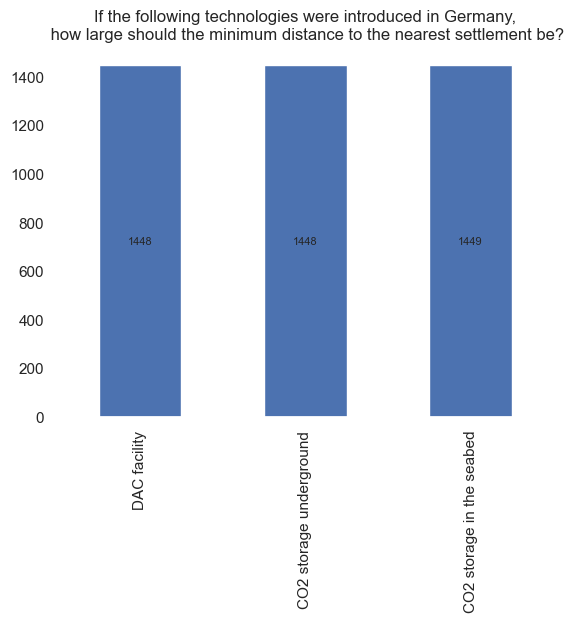 If the following technologies were introduced in Germany,
how large should the minimum distance to the nearest settlement be?
1400
1200
1000
800
600
400
200
0
1448
1448
1449
DAC facility
CO2 storage underground
CO2 storage in the seabed